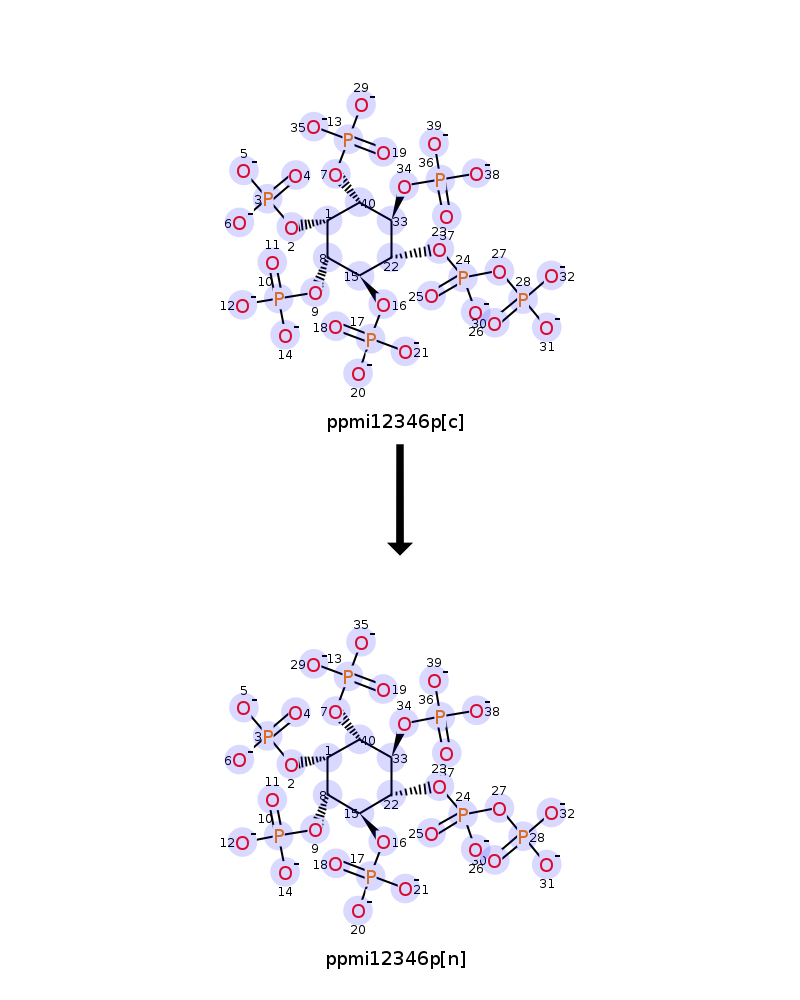 29
-
35 O - 13 P O 19
39
O -
5
O -
O 4
7 O
34
O
36
P
O - 38
3 P
40
6 O -
O
2
1
33
O
23 37
O
11
O
8
22
24
P
27
O
28
P
O - 32
10
P
15
12 O -
O
9
O 16
25 O
O -
30 O
26
O -
31
18 O
17
P
O -
14
O - 21
O -
20
ppmi12346p[c]
35
O -
29 O - 13 P O 19
39
O -
5
O -
O 4
7 O
34
O
36
P
O - 38
3 P
40
6 O -
O
2
1
33
O
23 37
O
11
O
8
22
24
P
27
O
28
P
O - 32
10
P
15
12 O -
O
9
O 16
25 O
O -
30 O
26
O -
31
18 O
17
P
O -
14
O - 21
O -
20
ppmi12346p[n]